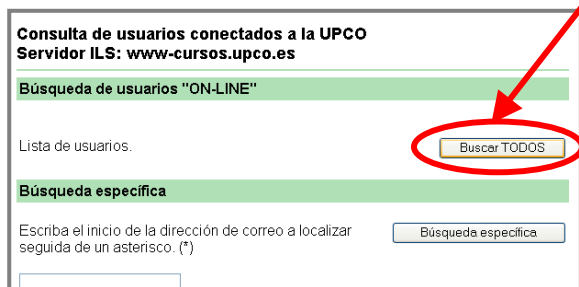 Consulta de usuarios conectados a la UPCO
Servidor ILS: www-cursos.upco.es
Búsqueda de usuarios "ON-LINE"
Lista de usuarios.
Buscar TODOS
Búsqueda específica
Escriba el inicio de la dirección de correo a localizar
seguida de un asterisco. (*)
Búsqueda específica